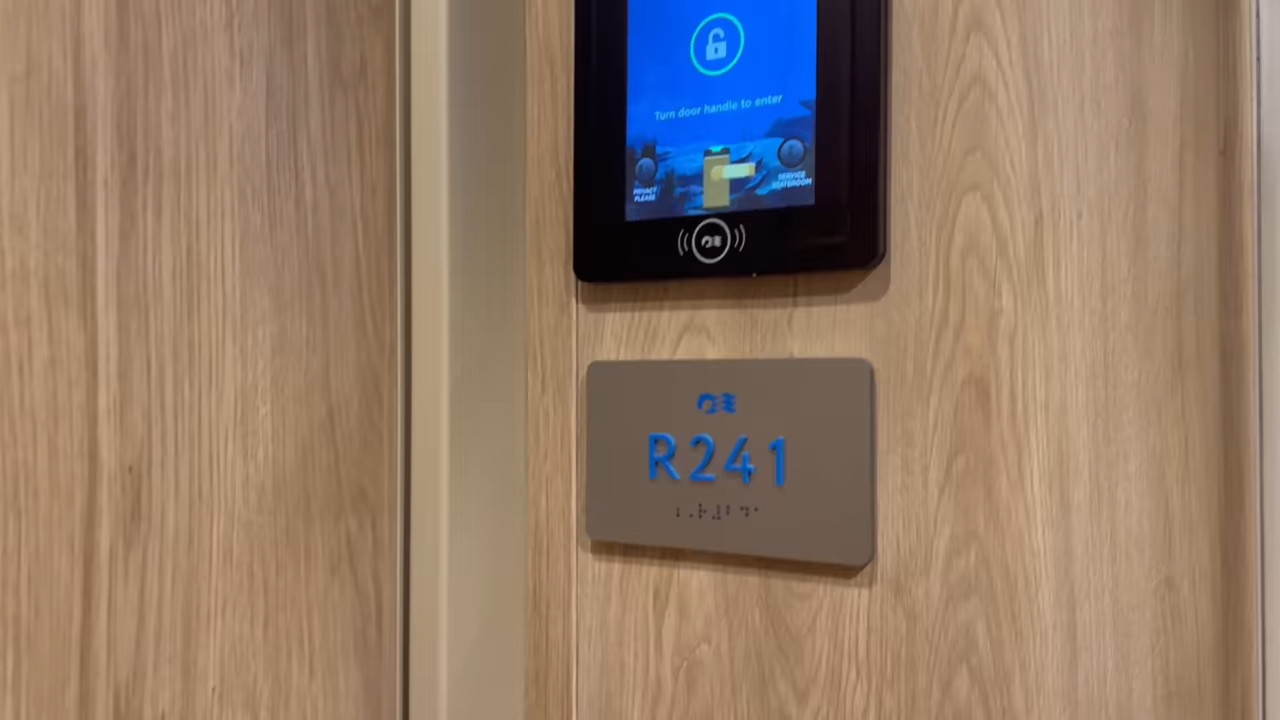 Turn door handle to enter
PRIVACY
PLEASE
SERVICE
STATEROOM
R241